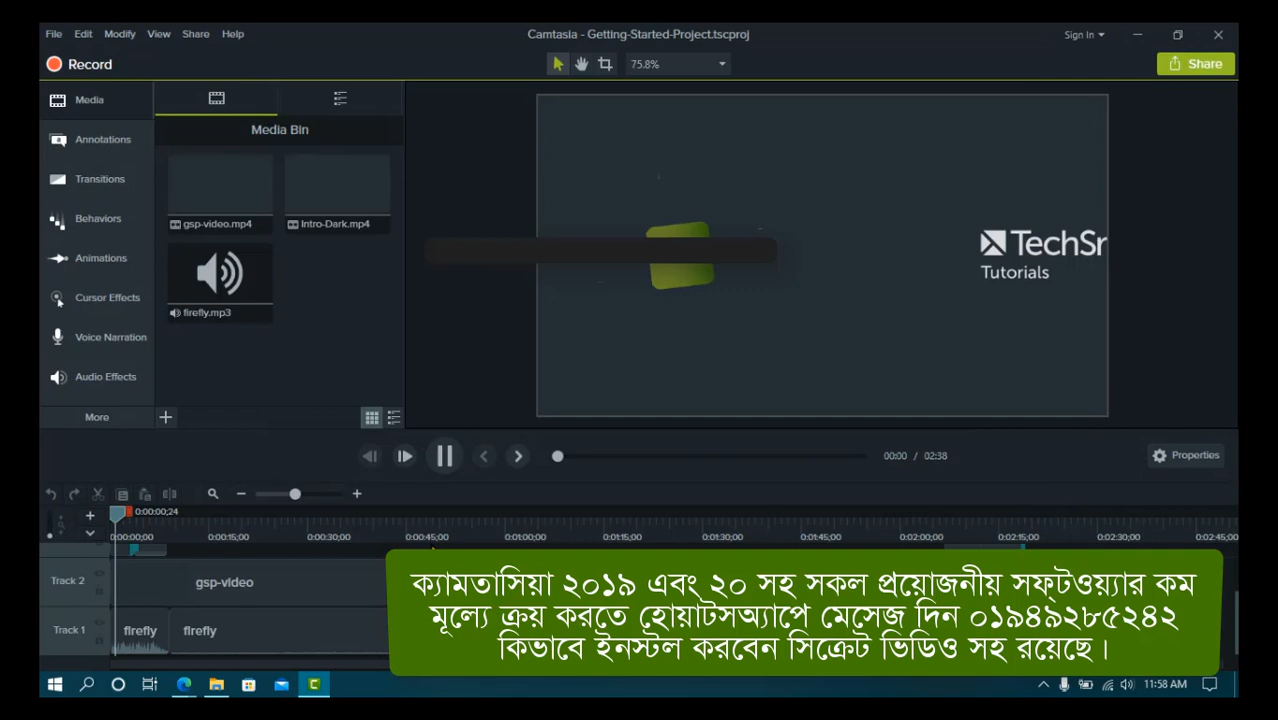 File Edit Modify View Share Help
Camtasia - Getting-Started-Project.tscproj
Sign In
Record
75.8%
Share
Media
Annotations
Transitions
Behaviors
Animations
Cursor Effects
Voice Narration
Audio Effects
More
Media Bin
gsp-video.mp4
Intro-Dark.mp4
firefly.mp3
TechSr
Tutorials
00:00 / 02:38
Properties
0:00:00;24
0:00:00;00 0:00:15;00 0:00:30;00 0:00:45;00 0:01:00;00 0:01:15;00 0:01:30;00 0:01:45;00 0:02:00;00 0:02:15;00 0:02:30;00 0:02:45;00
Track 2
gsp-video
Track 1
firefly
firefly
ক্যামতাসিয়া ২০১৯ এবং ২০ সহ সকল প্রয়োজনীয় সফ্টওয়্যার কম
মূল্যে ক্রয় করতে হোয়াটসঅ্যাপে মেসেজ দিন ০১৯৪৯২৮৫২৪২
কিভাবে ইনস্টল করবেন সিক্রেট ভিডিও সহ রয়েছে।
11:58 AM